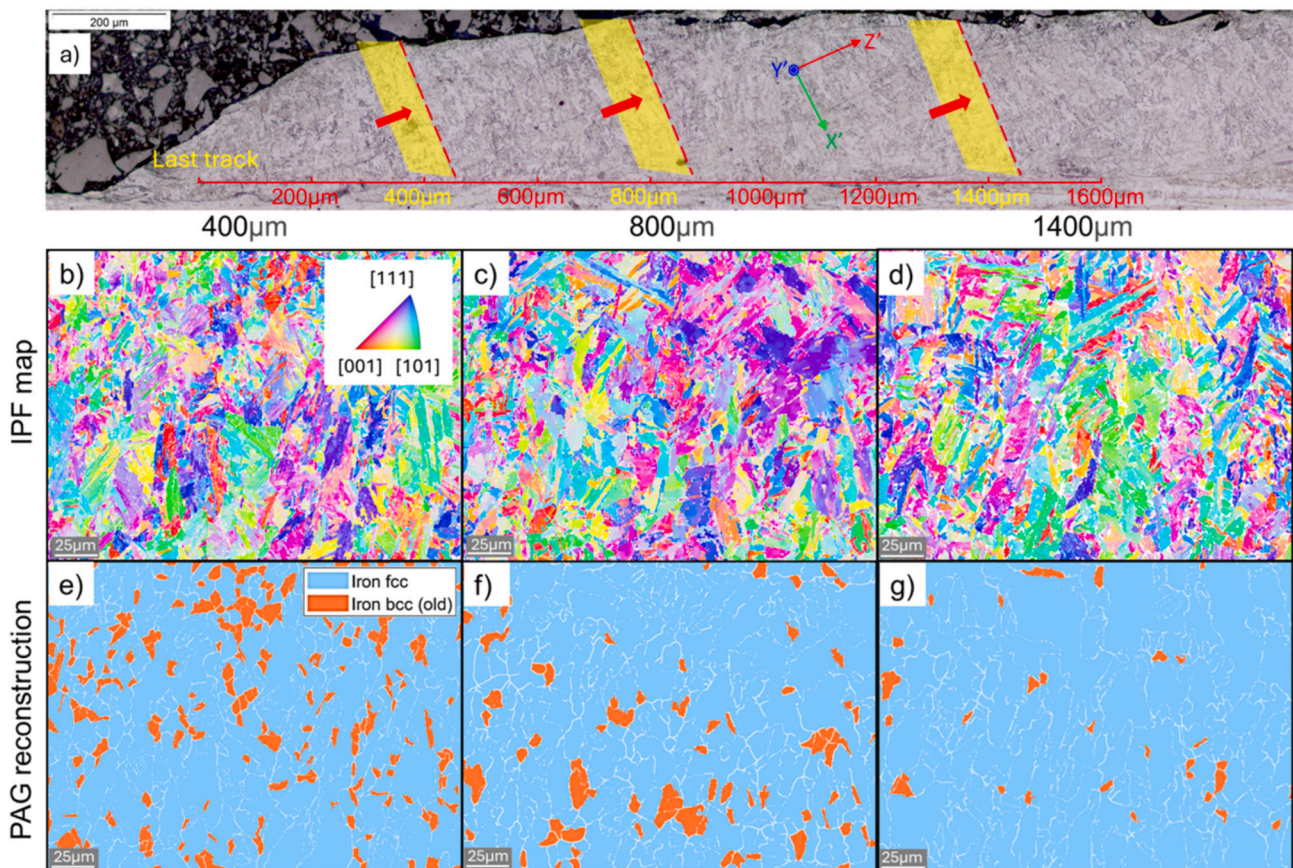 200 µm
a)
Z'
Y'
X'
Last track
200µm 400µm 600µm 800µm 1000µm 1200µm 1400µm 1600µm
400µm 800µm 1400µm
IPF map
b) c) d)
[111]
[001] [101]
25µm 25µm 25µm
PAG reconstruction
e) f) g)
Iron fcc
Iron bcc (old)
25µm 25µm 25µm